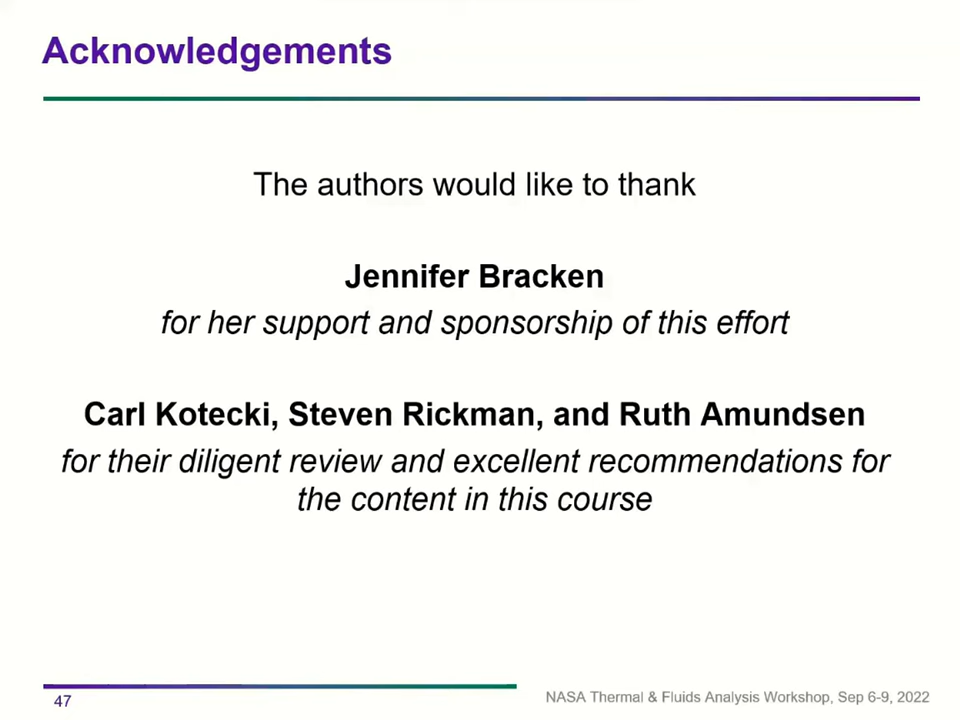 Acknowledgements
The authors would like to thank
Jennifer Bracken
for her support and sponsorship of this effort
Carl Kotecki, Steven Rickman, and Ruth Amundsen
for their diligent review and excellent recommendations for
the content in this course
47
NASA Thermal & Fluids Analysis Workshop, Sep 6-9, 2022